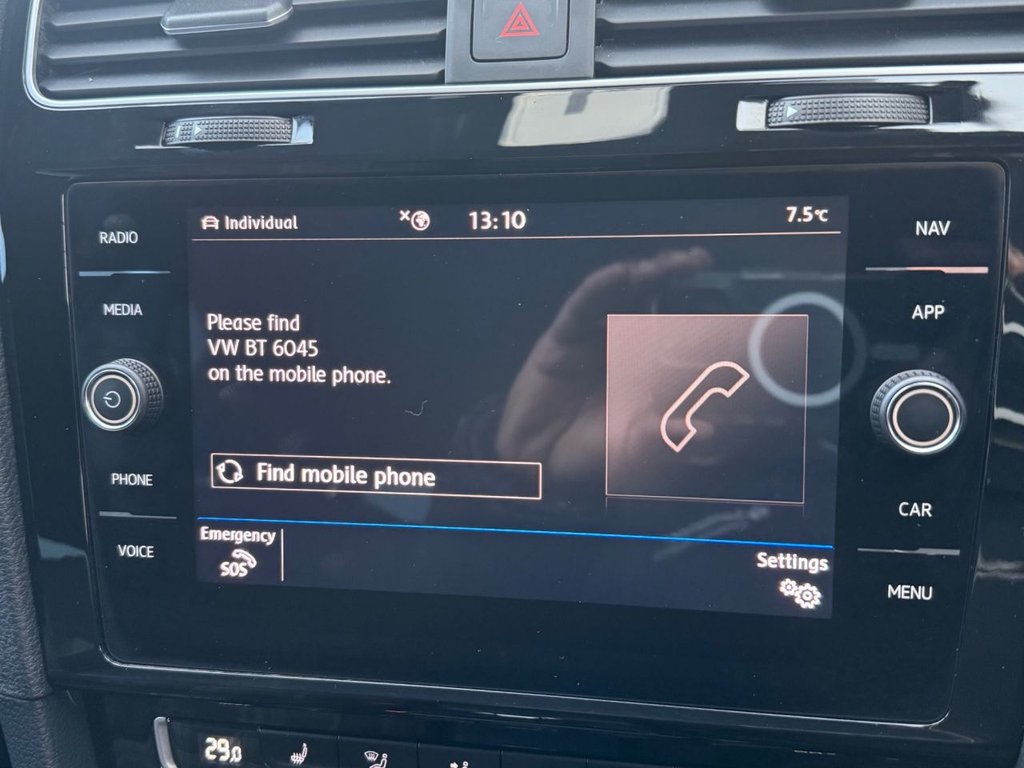 Individual 13:10 7.5°C
RADIO
NAV
MEDIA
APP
Please find
VW BT 6045
on the mobile phone.
Find mobile phone
PHONE
CAR
VOICE
Emergency
SOS
Settings
MENU
29.0